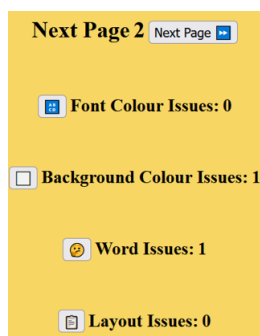 Next Page 2 Next Page ⏩
🔠 Font Colour Issues: 0
Background Colour Issues: 1
Word Issues: 1
Layout Issues: 0